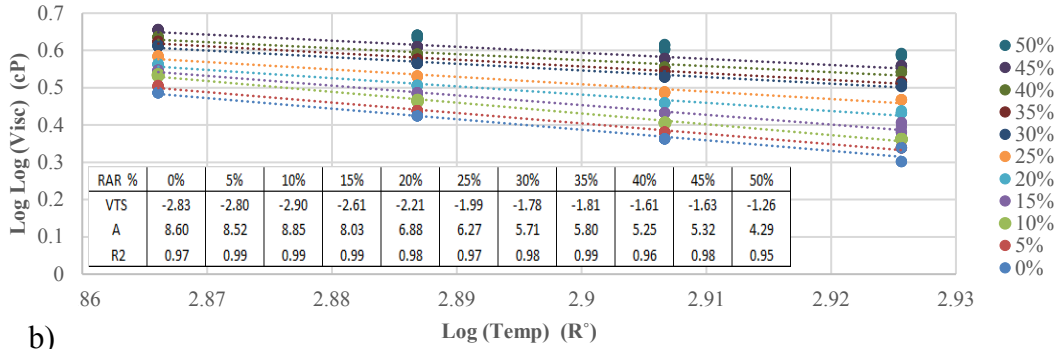 Log Log (Visc) (cP)
0.7
0.6
0.5
0.4
0.3
0.2
0.1
0
RAR % 0% 5% 10% 15% 20% 25% 30% 35% 40% 45% 50%
VTS -2.83 -2.80 -2.90 -2.61 -2.21 -1.99 -1.78 -1.81 -1.61 -1.63 -1.26
A 8.60 8.52 8.85 8.03 6.88 6.27 5.71 5.80 5.25 5.32 4.29
R2 0.97 0.99 0.99 0.99 0.98 0.97 0.98 0.99 0.96 0.98 0.95
86 2.87 2.88 2.89 2.9 2.91 2.92 2.93
Log (Temp) (R°)
50%
45%
40%
35%
30%
25%
20%
15%
10%
5%
0%
b)